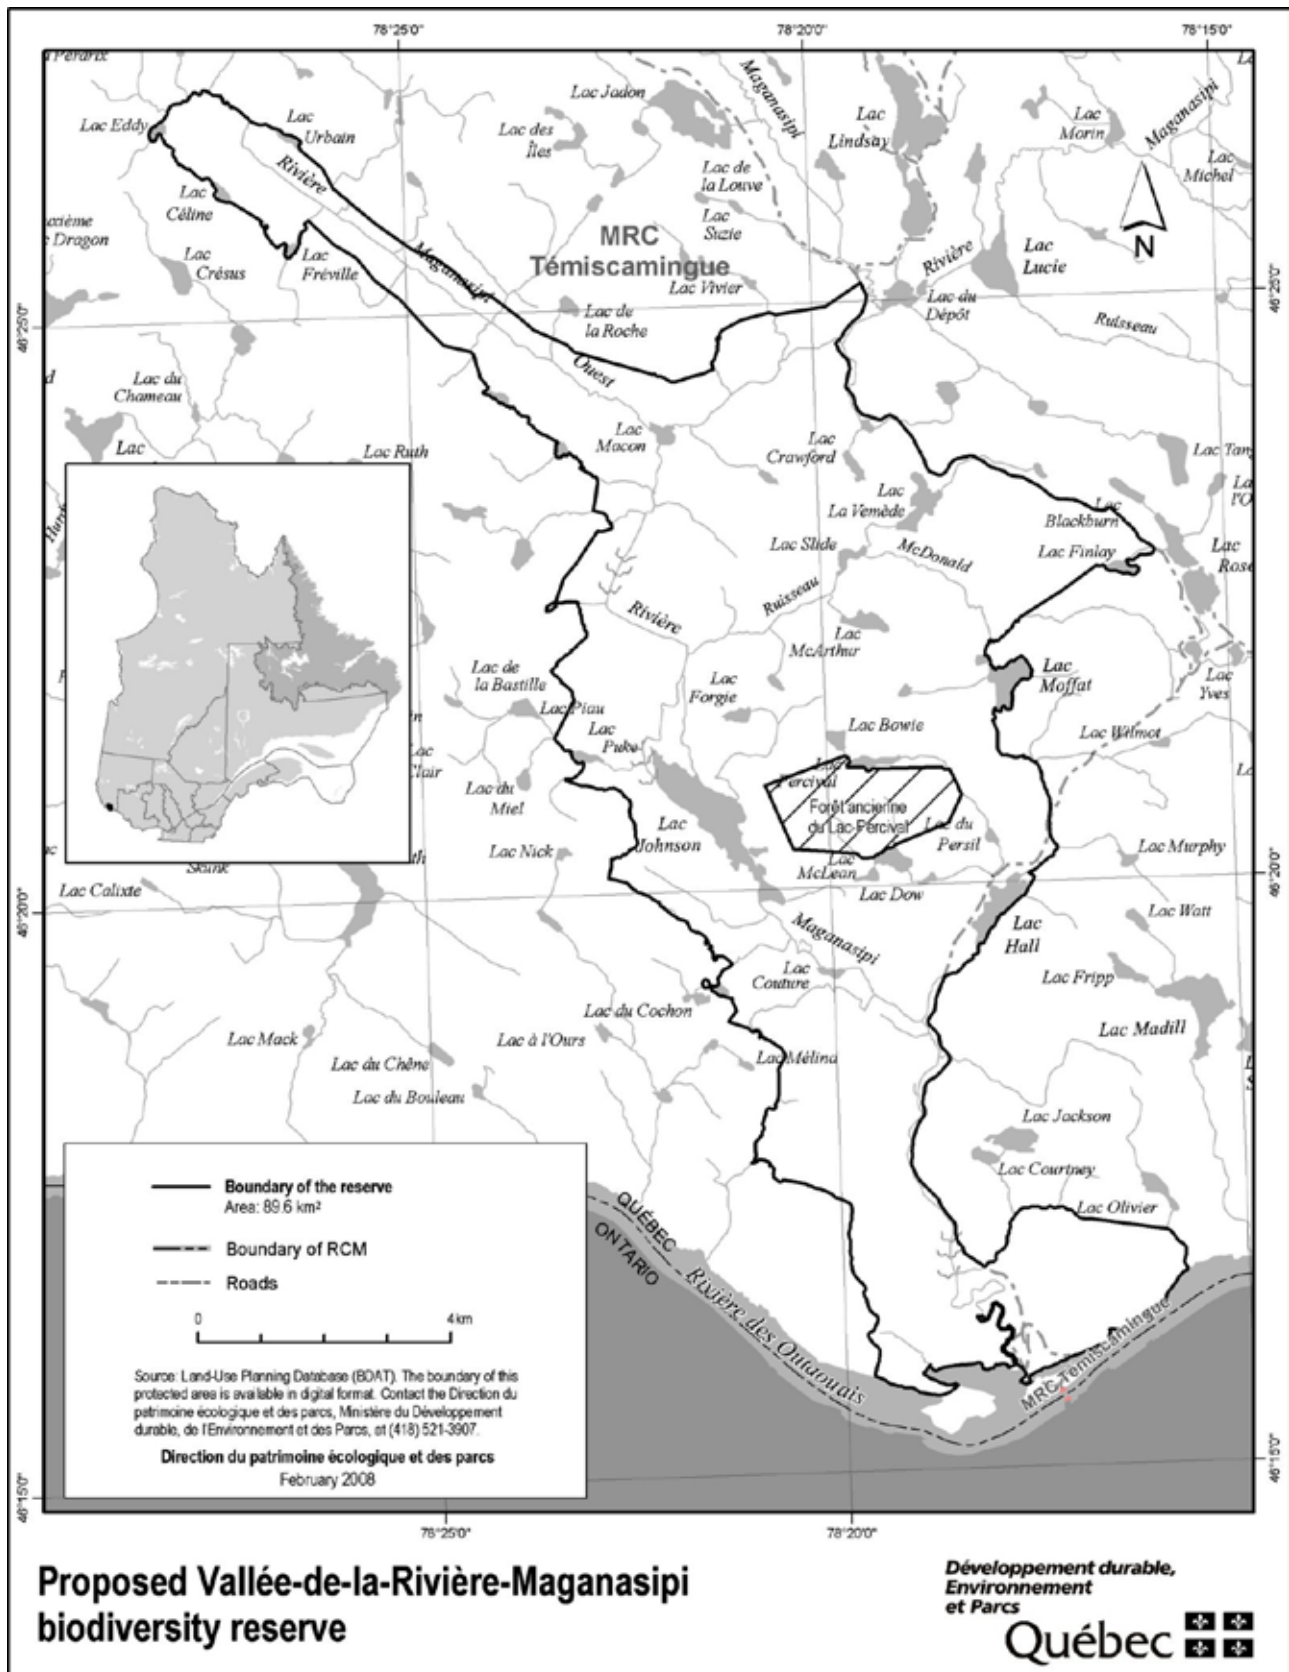 78°25'0"
78°20'0"
78°15'0"
Lac Eddy
Lac
Urbain
Lac Jadon
Lac des
Îles
Maganasipi
Lac
Lindsay
Lac
Morin
Maganasipi
Lac
Michel
Rivière
Lac de
la Louve
Lac
Céline
Lac
Suzie
N
Dragon
MRC
Témiscamingue
Lac
Crésus
Lac
Fréville
Maganasipi
Rivière
Lac
Lucie
Lac Vivier
46°25'0"
46°25'0"
Lac du
Dépôt
Lac de
la Roche
Ruisseau
Ouest
Lac du
Chameau
Lac
Lac
Macon
Lac
Crawford
Lac Ruth
Lac
La Vemède
Lac
Blackburn
Lac Slide
McDonald
Lac Finlay
Lac
Ruisseau
Rivière
Lac
McArthur
Lac de
la Bastille
Lac
Forgie
Lac
Moffat
Lac
Yves
Lac Piau
Lac
Puke
Lac Bowie
Lac Wilmot
Lac
Percival
Lac du
Miel
Forêt ancienne
du Lac-Percival
Lac
Johnson
Lac du
Persil
Lac Nick
Lac
McLean
Lac Murphy
Skunk
Lac Calixte
Lac Dow
46°20'0"
46°20'0"
Lac Watt
Maganasipi
Lac
Hall
Lac
Couture
Lac Fripp
Lac du Cochon
Lac Mack
Lac à l'Ours
Lac Madill
Lac du Chêne
Lac Mélina
Lac du Bouleau
Lac Jackson
Lac Courtney
Lac Olivier
QUÉBEC
ONTARIO
Rivière des Outaouais
MRC Témiscamingue
Boundary of the reserve
Area: 89.6 km²
Boundary of RCM
Roads
0
4 km
Source: Land-Use Planning Database (BDAT). The boundary of this
protected area is available in digital format. Contact the Direction du
patrimoine écologique et des parcs, Ministère du Développement
durable, de l'Environnement et des Parcs, at (418) 521-3907.
Direction du patrimoine écologique et des parcs
February 2008
46°15'0"
46°15'0"
78°25'0"
78°20'0"
Proposed Vallée-de-la-Rivière-Maganasipi
biodiversity reserve
Développement durable,
Environnement
et Parcs
Québec